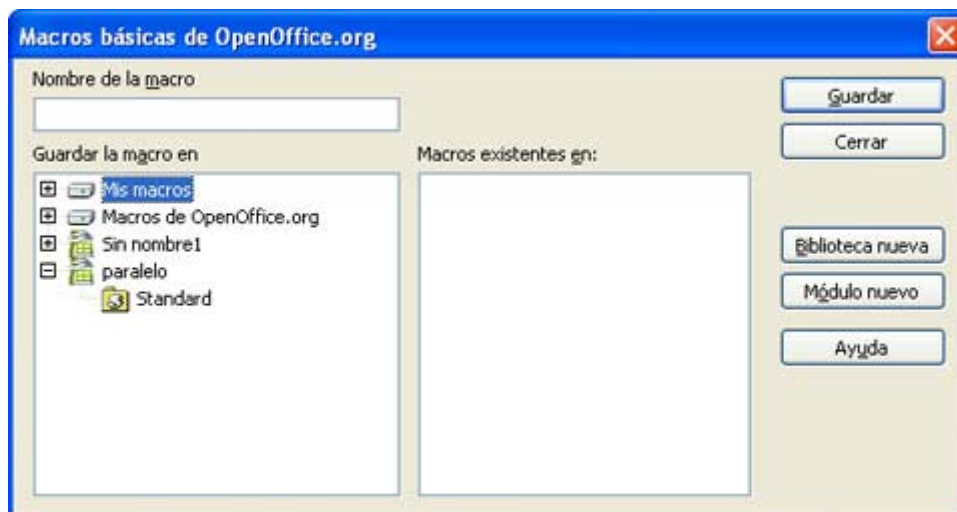 Macros básicas de OpenOffice.org
Nombre de la macro
Guardar
Cerrar
Guardar la macro en
Macros existentes en:
Mis macros
Macros de OpenOffice.org
Sin nombre1
paralelo
Standard
Biblioteca nueva
Módulo nuevo
Ayuda